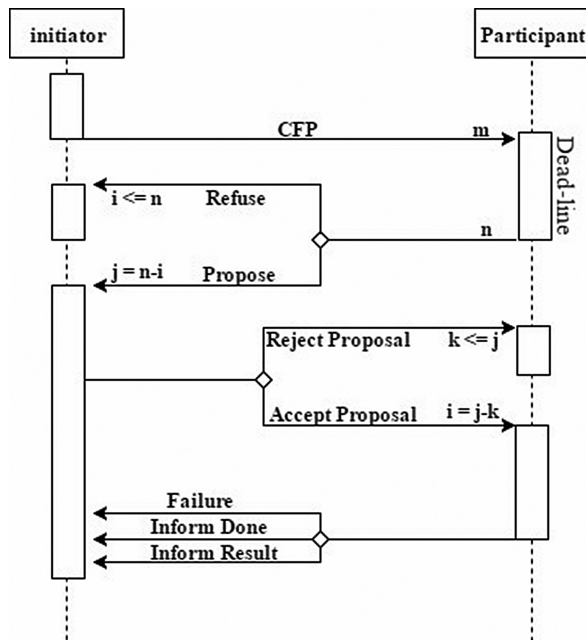 initiator
Participant
CFP
m
Dead-line
i <= n
Refuse
n
j = n-i
Propose
Reject Proposal
k <= j
Accept Proposal
i = j-k
Failure
Inform Done
Inform Result